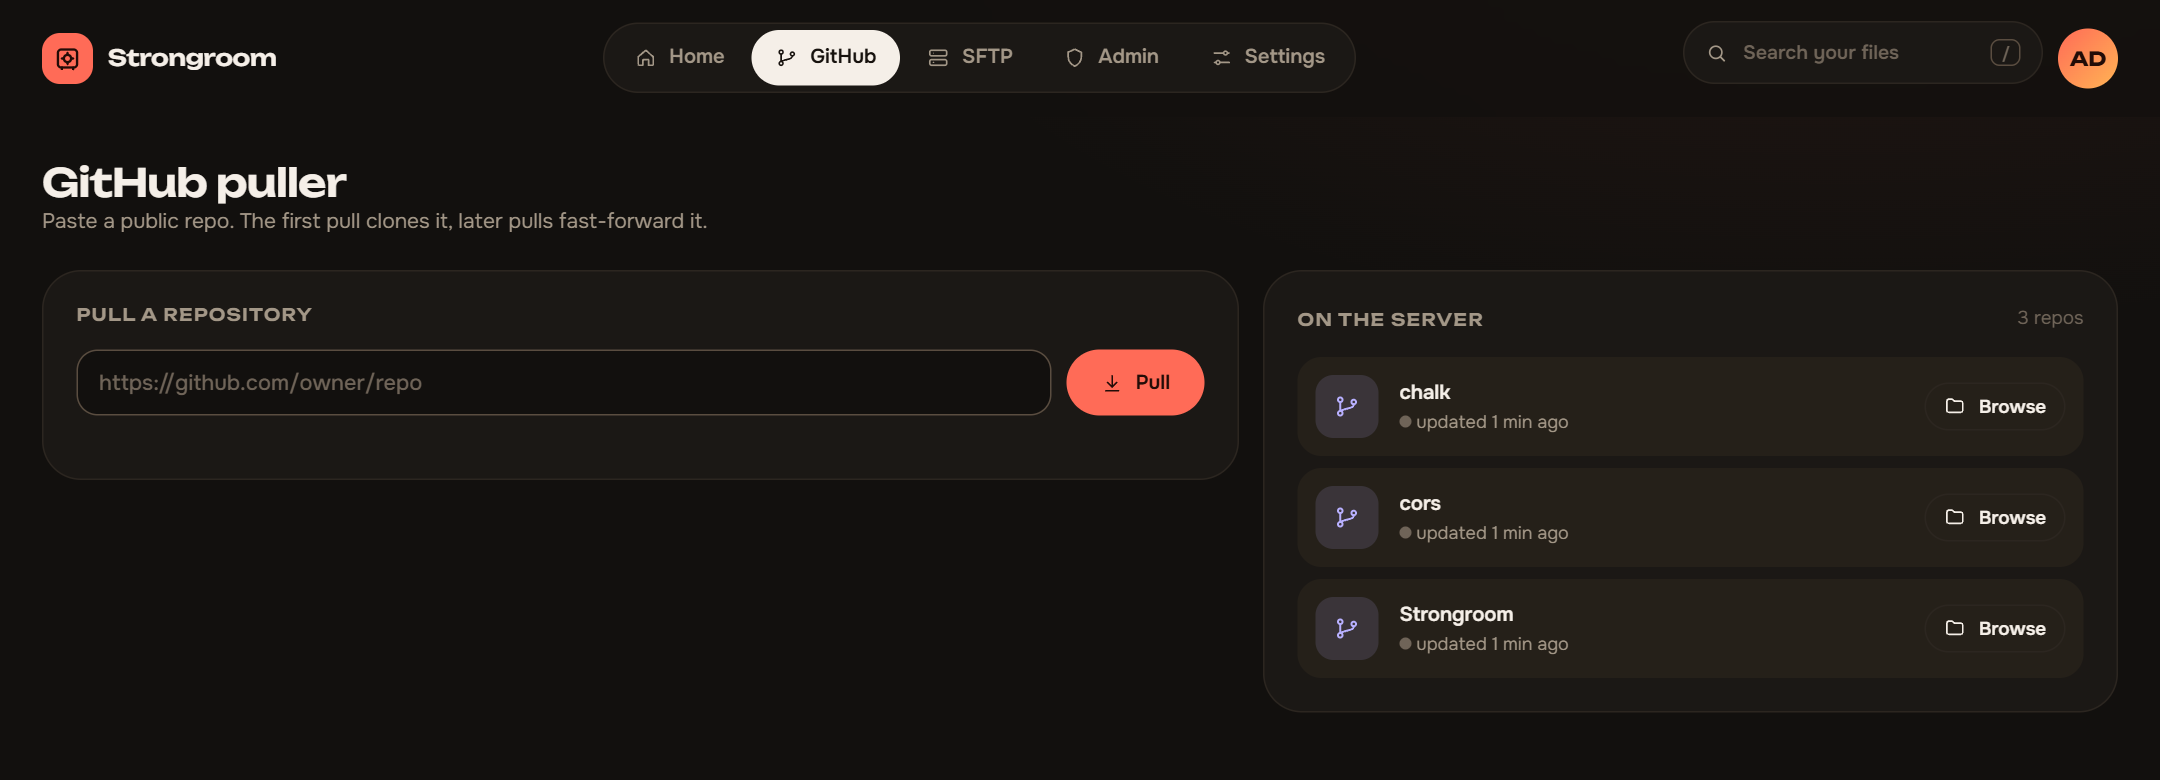 Strongroom
Home
GitHub
SFTP
Admin
Settings
Search your files
/
AD
GitHub puller
Paste a public repo. The first pull clones it, later pulls fast-forward it.
PULL A REPOSITORY
https://github.com/owner/repo
Pull
ON THE SERVER
3 repos
chalk
updated 1 min ago
Browse
cors
updated 1 min ago
Browse
Strongroom
updated 1 min ago
Browse